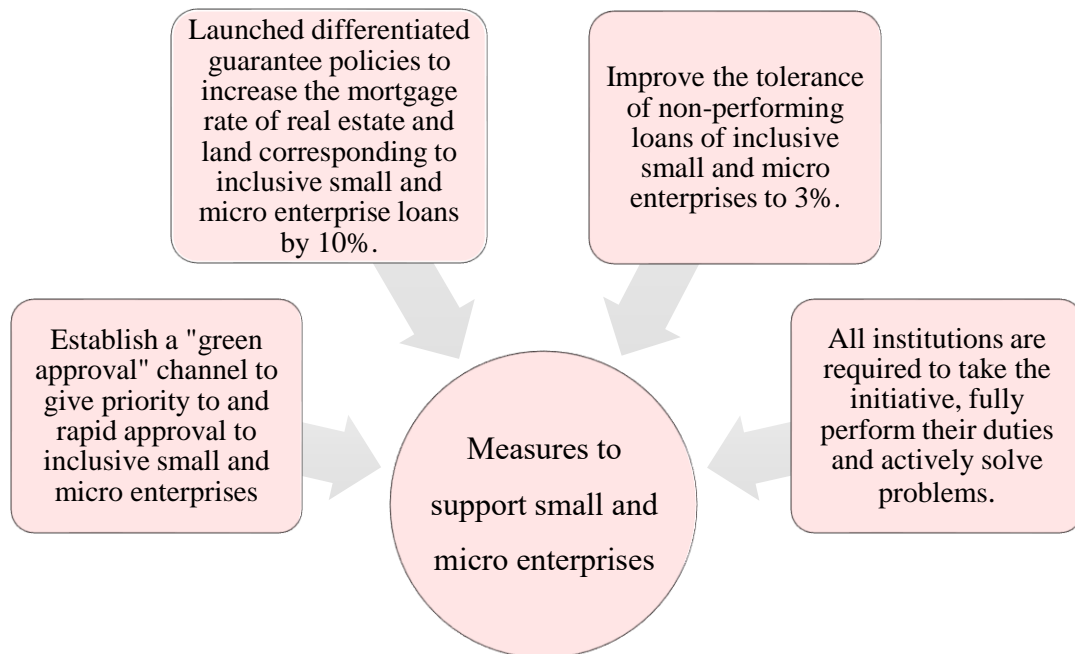 Launched differentiated
guarantee policies to
increase the mortgage
rate of real estate and
land corresponding to
inclusive small and
micro enterprise loans
by 10%.
Improve the tolerance
of non-performing
loans of inclusive
small and micro
enterprises to 3%.
Establish a "green
approval" channel to
give priority to and
rapid approval to
inclusive small and
micro enterprises
All institutions are
required to take the
initiative, fully
perform their duties
and actively solve
problems.
Measures to
support small and
micro enterprises